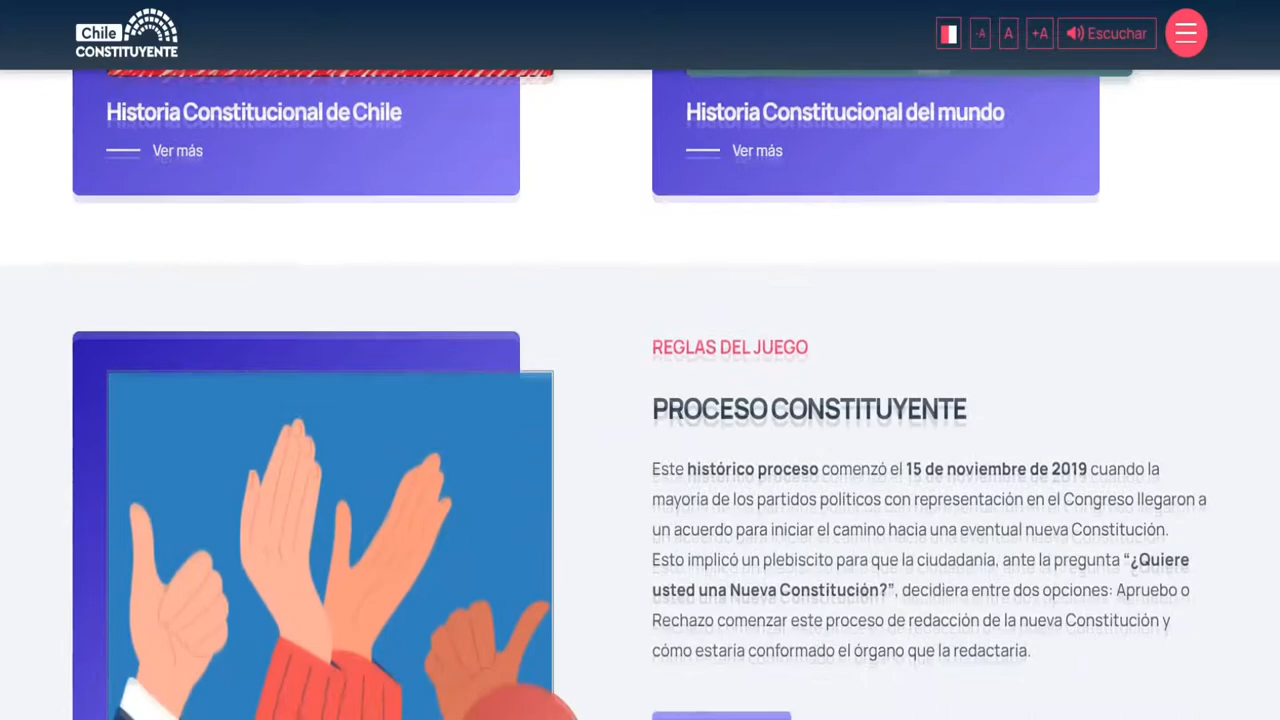 Chile
CONSTITUYENTE
-A
A
+A
Escuchar
Historia Constitucional de Chile
Ver más
Historia Constitucional del mundo
Ver más
REGLAS DEL JUEGO
PROCESO CONSTITUYENTE
Este histórico proceso comenzó el 15 de noviembre de 2019 cuando la
mayoría de los partidos políticos con representación en el Congreso llegaron a
un acuerdo para iniciar el camino hacia una eventual nueva Constitución.
Esto implicó un plebiscito para que la ciudadanía, ante la pregunta “¿Quiere
usted una Nueva Constitución?”, decidiera entre dos opciones: Apruebo o
Rechazo comenzar este proceso de redacción de la nueva Constitución y
cómo estaría conformado el órgano que la redactaría.